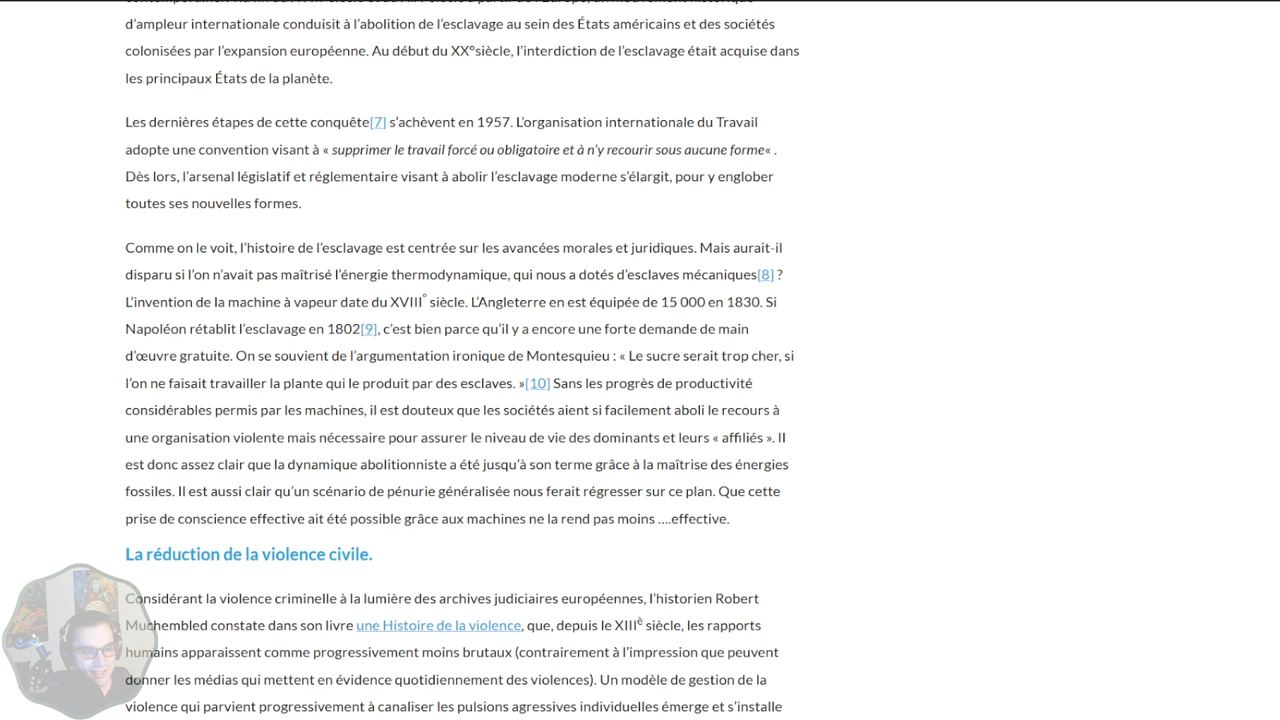 d’ampleur internationale conduisit à l’abolition de l’esclavage au sein des États américains et des sociétés
colonisées par l’expansion européenne. Au début du XX°siècle, l’interdiction de l’esclavage était acquise dans
les principaux États de la planète.
Les dernières étapes de cette conquête[7] s’achèvent en 1957. L’organisation internationale du Travail
adopte une convention visant à « supprimer le travail forcé ou obligatoire et à n’y recourir sous aucune forme« .
Dès lors, l’arsenal législatif et réglementaire visant à abolir l’esclavage moderne s’élargit, pour y englober
toutes ses nouvelles formes.
Comme on le voit, l’histoire de l’esclavage est centrée sur les avancées morales et juridiques. Mais aurait-il
disparu si l’on n’avait pas maîtrisé l’énergie thermodynamique, qui nous a dotés d’esclaves mécaniques[8] ?
L’invention de la machine à vapeur date du XVIII° siècle. L’Angleterre en est équipée de 15 000 en 1830. Si
Napoléon rétablit l’esclavage en 1802[9], c’est bien parce qu’il y a encore une forte demande de main
d’œuvre gratuite. On se souvient de l’argumentation ironique de Montesquieu : « Le sucre serait trop cher, si
l’on ne faisait travailler la plante qui le produit par des esclaves. »[10] Sans les progrès de productivité
considérables permis par les machines, il est douteux que les sociétés aient si facilement aboli le recours à
une organisation violente mais nécessaire pour assurer le niveau de vie des dominants et leurs « affiliés ». Il
est donc assez clair que la dynamique abolitionniste a été jusqu’à son terme grâce à la maîtrise des énergies
fossiles. Il est aussi clair qu’un scénario de pénurie généralisée nous ferait régresser sur ce plan. Que cette
prise de conscience effective ait été possible grâce aux machines ne la rend pas moins ….effective.
La réduction de la violence civile.
Considérant la violence criminelle à la lumière des archives judiciaires européennes, l’historien Robert
Muchembled constate dans son livre une Histoire de la violence, que, depuis le XIIIè siècle, les rapports
humains apparaissent comme progressivement moins brutaux (contrairement à l’impression que peuvent
donner les médias qui mettent en évidence quotidiennement des violences). Un modèle de gestion de la
violence qui parvient progressivement à canaliser les pulsions agressives individuelles émerge et s’installe